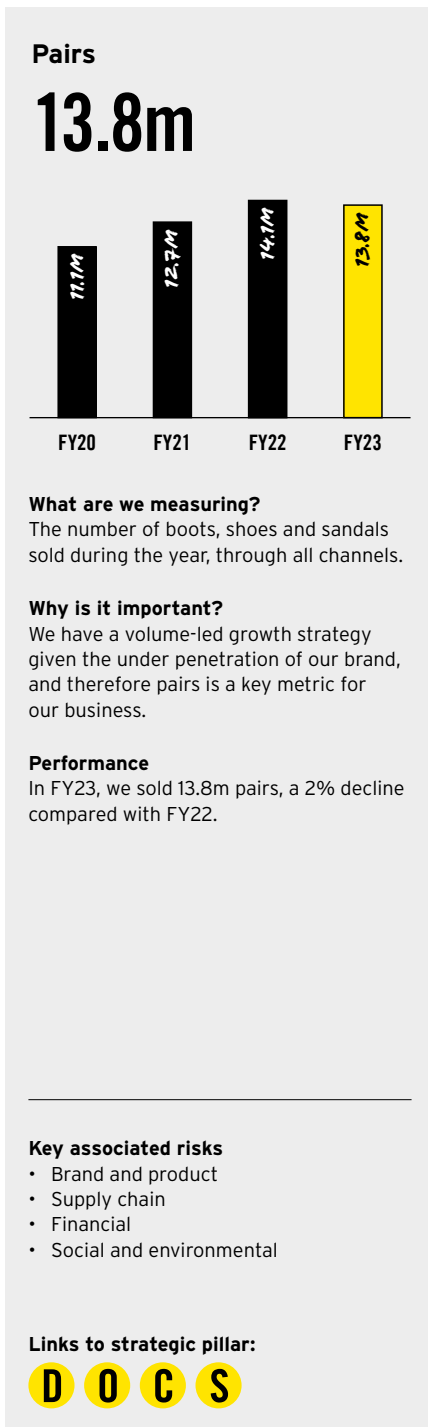 Pairs
13.8m
11.1M
12.7M
14.1M
13.8M
FY20 FY21 FY22 FY23
What are we measuring?
The number of boots, shoes and sandals
sold during the year, through all channels.
Why is it important?
We have a volume-led growth strategy
given the under penetration of our brand,
and therefore pairs is a key metric for
our business.
Performance
In FY23, we sold 13.8m pairs, a 2% decline
compared with FY22.
Key associated risks
• Brand and product
• Supply chain
• Financial
• Social and environmental
Links to strategic pillar:
D O C S